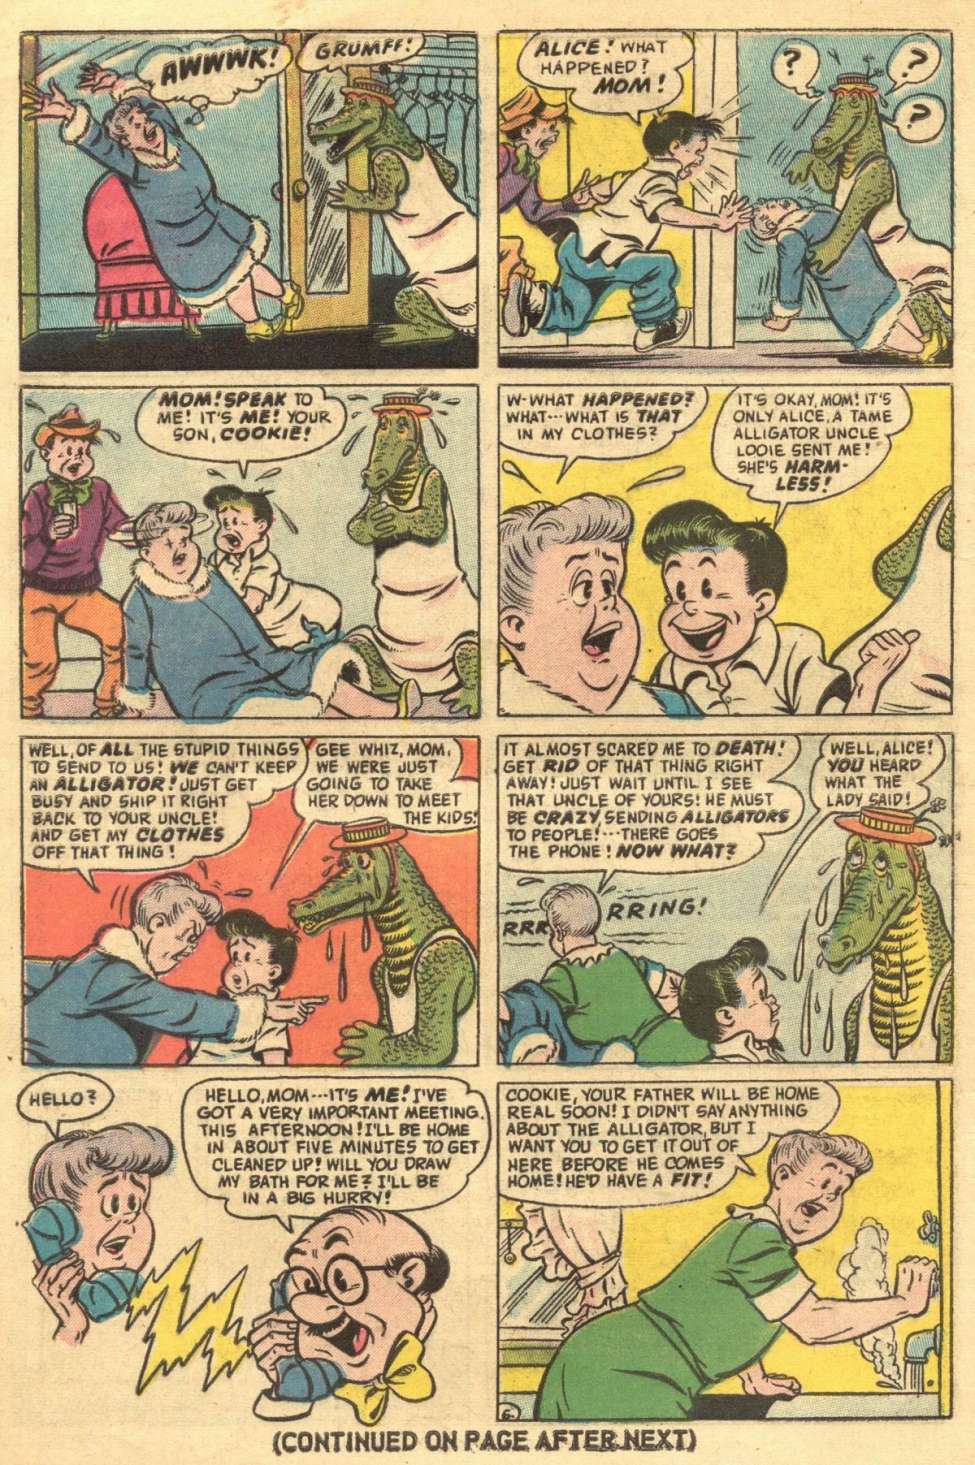 AWWWK!
GRUMFF!
ALICE! WHAT
HAPPENED?
MOM!
?
?
?
MOM! SPEAK TO
ME! IT'S ME! YOUR
SON, COOKIE!
W-WHAT HAPPENED?
WHAT---WHAT IS THAT
IN MY CLOTHES?
IT'S OKAY, MOM! IT'S
ONLY ALICE, A TAME
ALLIGATOR UNCLE
LOOIE SENT ME!
SHE'S HARM-
LESS!
WELL, OF ALL THE STUPID THINGS
TO SEND TO US! WE CAN'T KEEP
AN ALLIGATOR! JUST GET
BUSY AND SHIP IT RIGHT
BACK TO YOUR UNCLE!
AND GET MY CLOTHES
OFF THAT THING!
GEE WHIZ, MOM,
WE WERE JUST
GOING TO TAKE
HER DOWN TO MEET
THE KIDS!
IT ALMOST SCARED ME TO DEATH!
GET RID OF THAT THING RIGHT
AWAY! JUST WAIT UNTIL I SEE
THAT UNCLE OF YOURS! HE MUST
BE CRAZY, SENDING ALLIGATORS
TO PEOPLE!---THERE GOES
THE PHONE! NOW WHAT?
WELL, ALICE!
YOU HEARD
WHAT THE
LADY SAID!
RRR RRING!
HELLO?
HELLO, MOM---IT'S ME! I'VE
GOT A VERY IMPORTANT MEETING
THIS AFTERNOON! I'LL BE HOME
IN ABOUT FIVE MINUTES TO GET
CLEANED UP! WILL YOU DRAW
MY BATH FOR ME? I'LL BE
IN A BIG HURRY!
COOKIE, YOUR FATHER WILL BE HOME
REAL SOON! I DIDN'T SAY ANYTHING
ABOUT THE ALLIGATOR, BUT I
WANT YOU TO GET IT OUT OF
HERE BEFORE HE COMES
HOME! HE'D HAVE A FIT!
6-
(CONTINUED ON PAGE AFTER NEXT)